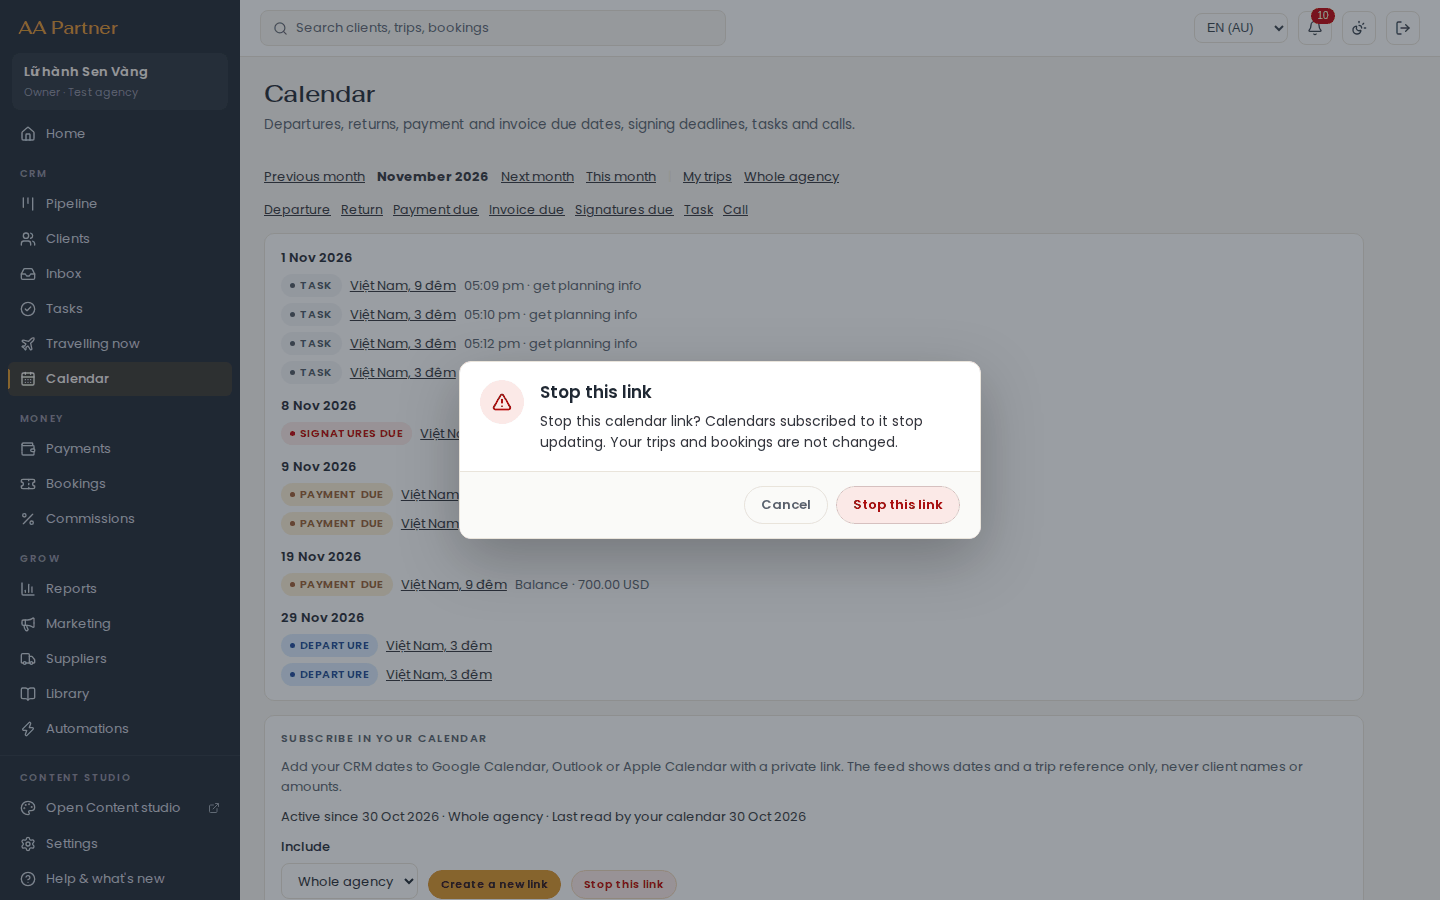 AA Partner
Lữ hành Sen Vàng
Owner · Test agency
Home
CRM
Pipeline
Clients
Inbox
Tasks
Travelling now
Calendar
MONEY
Payments
Bookings
Commissions
GROW
Reports
Marketing
Suppliers
Library
Automations
CONTENT STUDIO
Open Content studio
Settings
Help & what's new
Search clients, trips, bookings
EN (AU)
10
Calendar
Departures, returns, payment and invoice due dates, signing deadlines, tasks and calls.
Previous month November 2026 Next month This month My trips Whole agency
Departure Return Payment due Invoice due Signatures due Task Call
1 Nov 2026
TASK Việt Nam, 9 đêm 05:09 pm · get planning info
TASK Việt Nam, 3 đêm 05:10 pm · get planning info
TASK Việt Nam, 3 đêm 05:12 pm · get planning info
TASK Việt Nam, 3 đêm
8 Nov 2026
SIGNATURES DUE Việt
9 Nov 2026
PAYMENT DUE Việt Nam
PAYMENT DUE Việt Nam
19 Nov 2026
PAYMENT DUE Việt Nam, 9 đêm Balance · 700.00 USD
29 Nov 2026
DEPARTURE Việt Nam, 3 đêm
DEPARTURE Việt Nam, 3 đêm
Stop this link
Stop this calendar link? Calendars subscribed to it stop
updating. Your trips and bookings are not changed.
Cancel Stop this link
SUBSCRIBE IN YOUR CALENDAR
Add your CRM dates to Google Calendar, Outlook or Apple Calendar with a private link. The feed shows dates and a trip reference only, never client names or
amounts.
Active since 30 Oct 2026 · Whole agency · Last read by your calendar 30 Oct 2026
Include
Whole agency Create a new link Stop this link